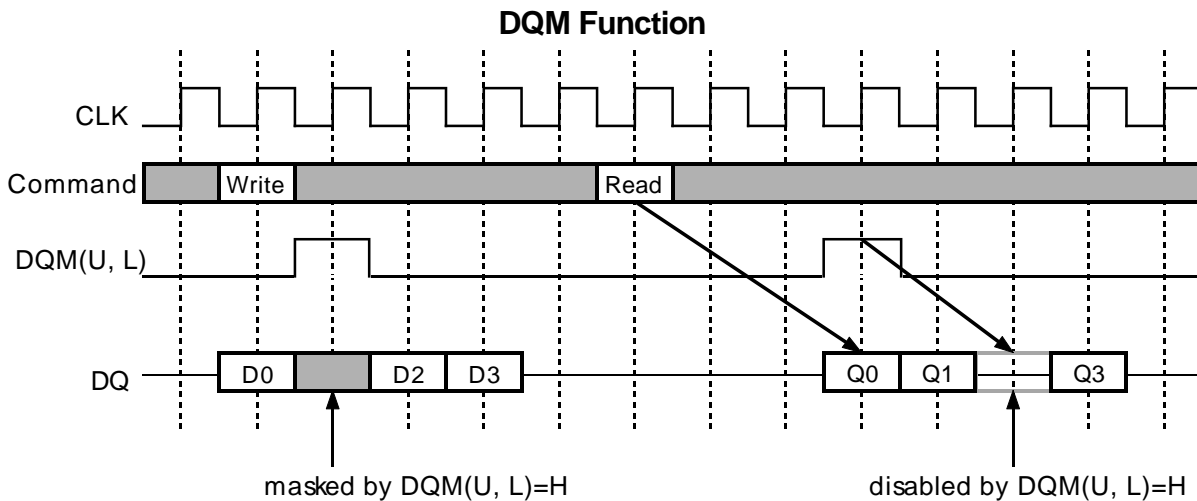 DQM Function
CLK
Command
Write
Read
DQM(U, L)
DQ
D0
D2
D3
Q0
Q1
Q3
masked by DQM(U, L)=H
disabled by DQM(U, L)=H